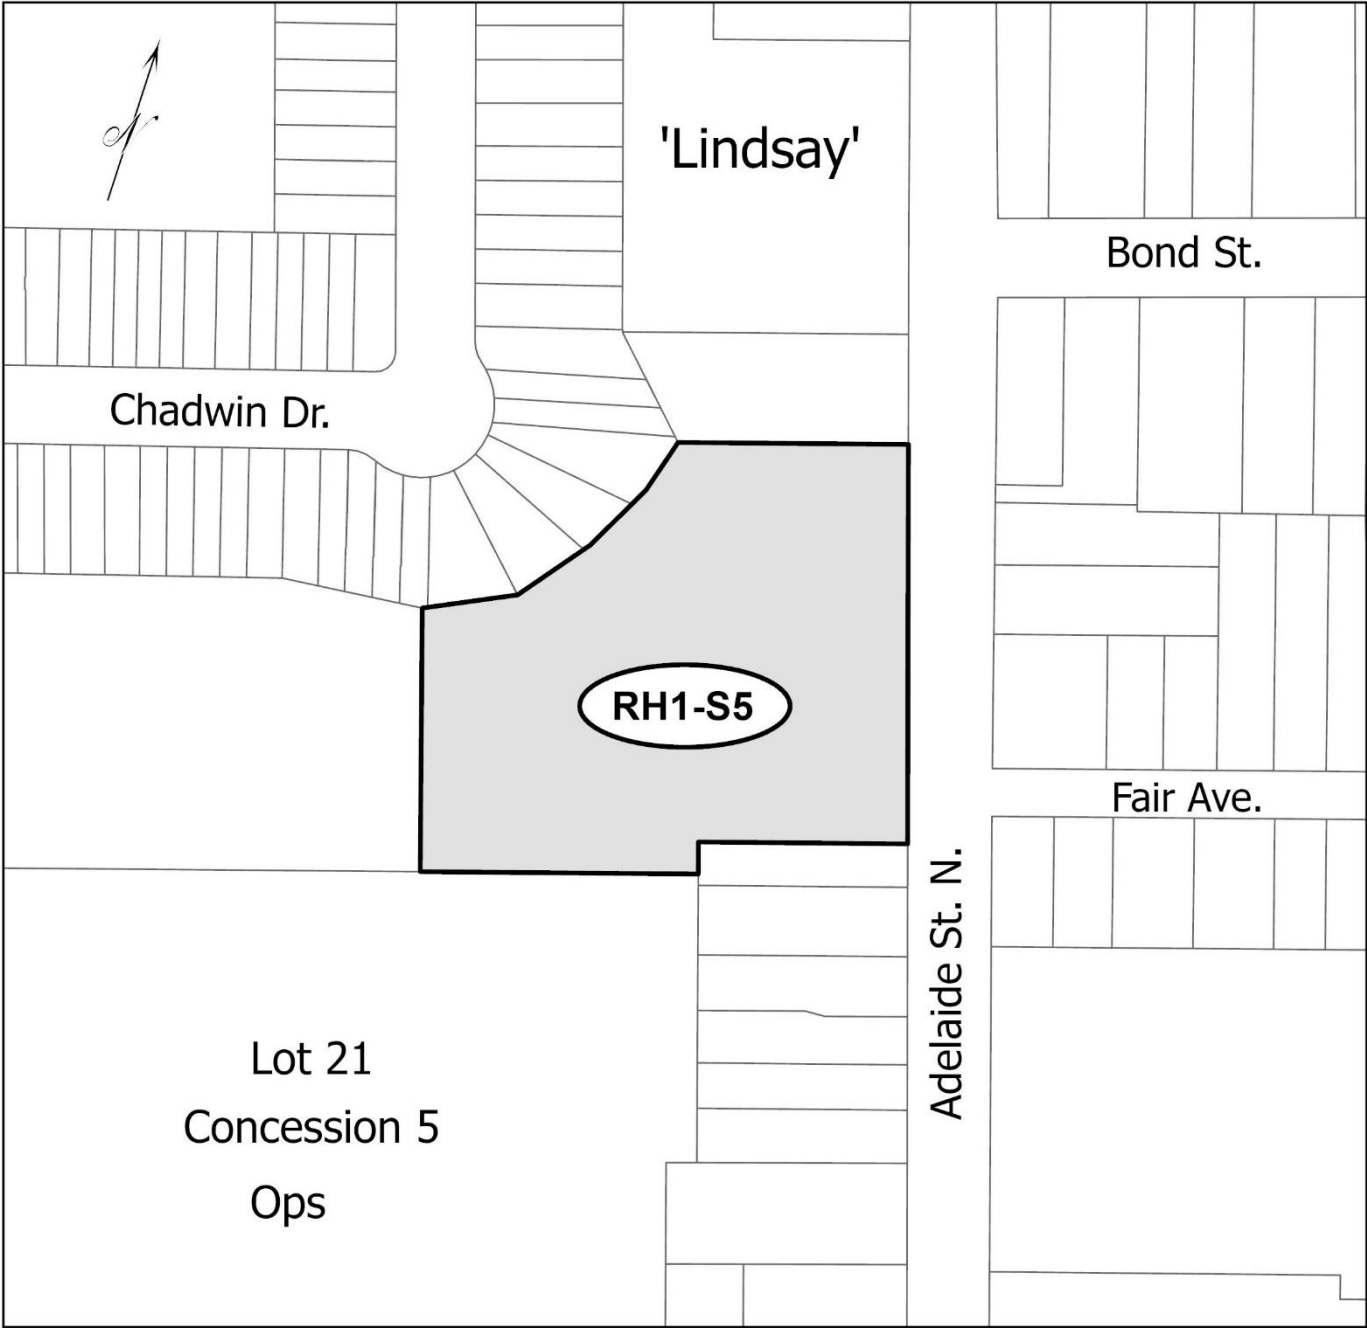 N
'Lindsay'
Bond St.
Chadwin Dr.
RH1-S5
Fair Ave.
Adelaide St. N.
Lot 21
Concession 5
Ops